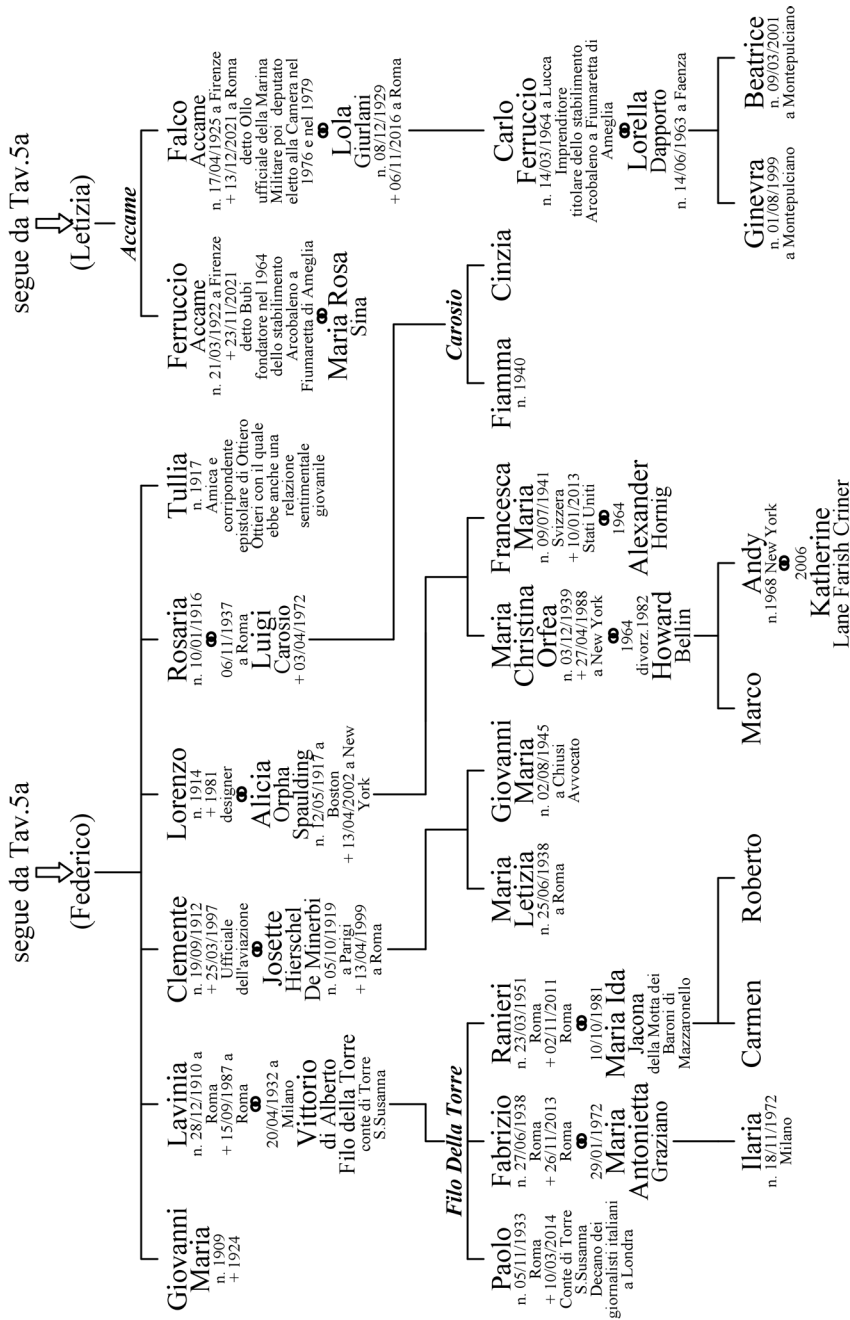 segue da Tav.5a
(Federico)
Giovanni
Maria
n. 1909
+ 1924
Lavinia
n. 28/12/1910 a
Roma
+ 15/09/1987 a
Roma
20/04/1932 a
Milano
Vittorio
di Alberto
Filo della Torre
conte di Torre
S.Susanna
Clemente
n. 19/09/1912
+ 25/03/1997
Ufficiale
dell'aviazione
Josette
Hierschel
De Minerbi
n. 05/10/1919
a Parigi
+ 13/04/1999
a Roma
Lorenzo
n. 1914
+ 1981
designer
Alicia
Orpha
Spaulding
n. 12/05/1917 a
Boston
+ 13/04/2002 a New
York
Rosaria
n. 10/01/1916
06/11/1937
a Roma
Luigi
Carosio
+ 03/04/1972
Tullia
n. 1917
Amica e
corripondente
epistolare di Ottiero
Ottieri con il quale
ebbe anche una
relazione
sentimentale
giovanile
segue da Tav.5a
(Letizia)
Accame
Ferruccio
Accame
n. 21/03/1922 a Firenze
+ 23/11/2021
detto Bubi
fondatore nel 1964
dello stabilimento
Arcobaleno a
Fiumaretta di Ameglia
Maria Rosa
Sina
Falco
Accame
n. 17/04/1925 a Firenze
+ 13/12/2021 a Roma
detto Ollo
ufficiale della Marina
Militare poi deputato
eletto alla Camera nel
1976 e nel 1979
Lola
Giurlani
n. 08/12/1929
+ 06/11/2016 a Roma
Filo Della Torre
Paolo
n. 05/11/1933
Roma
+ 10/03/2014
Conte di Torre
S.Susanna
Decano dei
giornalisti italiani
a Londra
Fabrizio
n. 27/06/1938
Roma
+ 26/11/2013
Roma
29/01/1972
Maria
Antonietta
Graziano
Ranieri
n. 23/03/1951
Roma
+ 02/11/2011
Roma
10/10/1981
Maria Ida
Jacona
della Motta dei
Baroni di
Mazzaronello
Maria
Letizia
n. 25/06/1938
a Roma
Giovanni
Maria
n. 02/08/1945
a Chiusi
Avvocato
Maria
Christina
Orfea
n. 03/12/1939
+ 27/04/1988
a New York
1964
divorz.1982
Howard
Bellin
Francesca
Maria
n. 09/07/1941
Svizzera
+ 10/01/2013
Stati Uniti
1964
Alexander
Hornig
Carosio
Fiamma
n. 1940
Cinzia
Carlo
Ferruccio
n. 14/03/1964 a Lucca
Imprenditore
titolare dello stabilimento
Arcobaleno a Fiumaretta di
Ameglia
Lorella
Dapporto
n. 14/06/1963 a Faenza
Ilaria
n. 18/11/1972
Milano
Carmen
Roberto
Marco
Andy
n.1968 New York
2006
Katherine
Lane Farish Criner
Ginevra
n. 01/08/1999
a Montepulciano
Beatrice
n. 09/03/2001
a Montepulciano